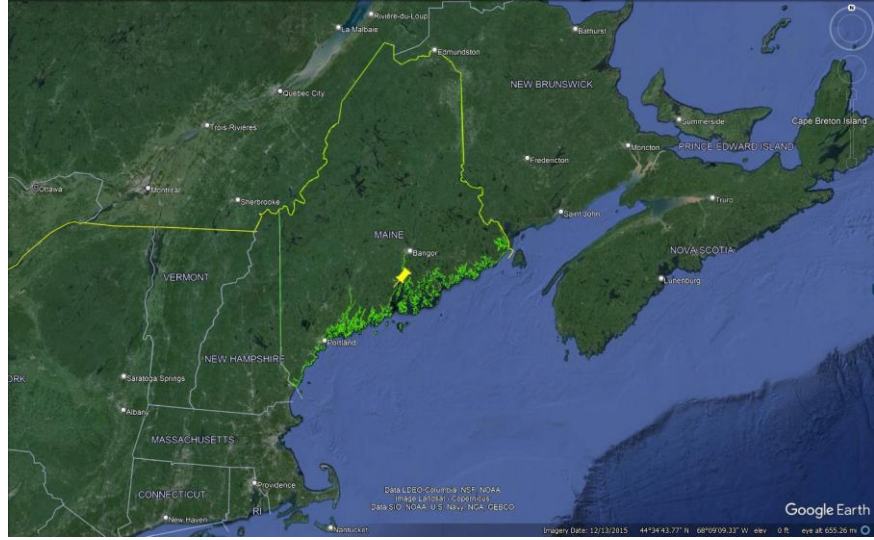 Rivière-du-Loup
La Malbaie
Bathurst
Edmundston
NEW BRUNSWICK
Québec City
Cape Breton Island
Summerside
Trois-Rivières
Moncton
PRINCE EDWARD ISLAND
Fredericton
Ottawa
Montréal
Sherbrooke
Truro
Saint John
MAINE
NOVA SCOTIA
Bangor
VERMONT
Lunenburg
Portland
NEW HAMPSHIRE
ORK
Saratoga Springs
Albany
MASSACHUSETTS
Providence
CONNECTICUT
RI
New Haven
Nantucket
Data LDEO-Columbia, NSF, NOAA
Image Landsat / Copernicus
Data SIO, NOAA, U.S. Navy, NGA, GEBCO
Google Earth
Imagery Date: 12/13/2015 44°34'43.77" N 68°09'09.33" W elev 0 ft eye alt 655.26 mi
N